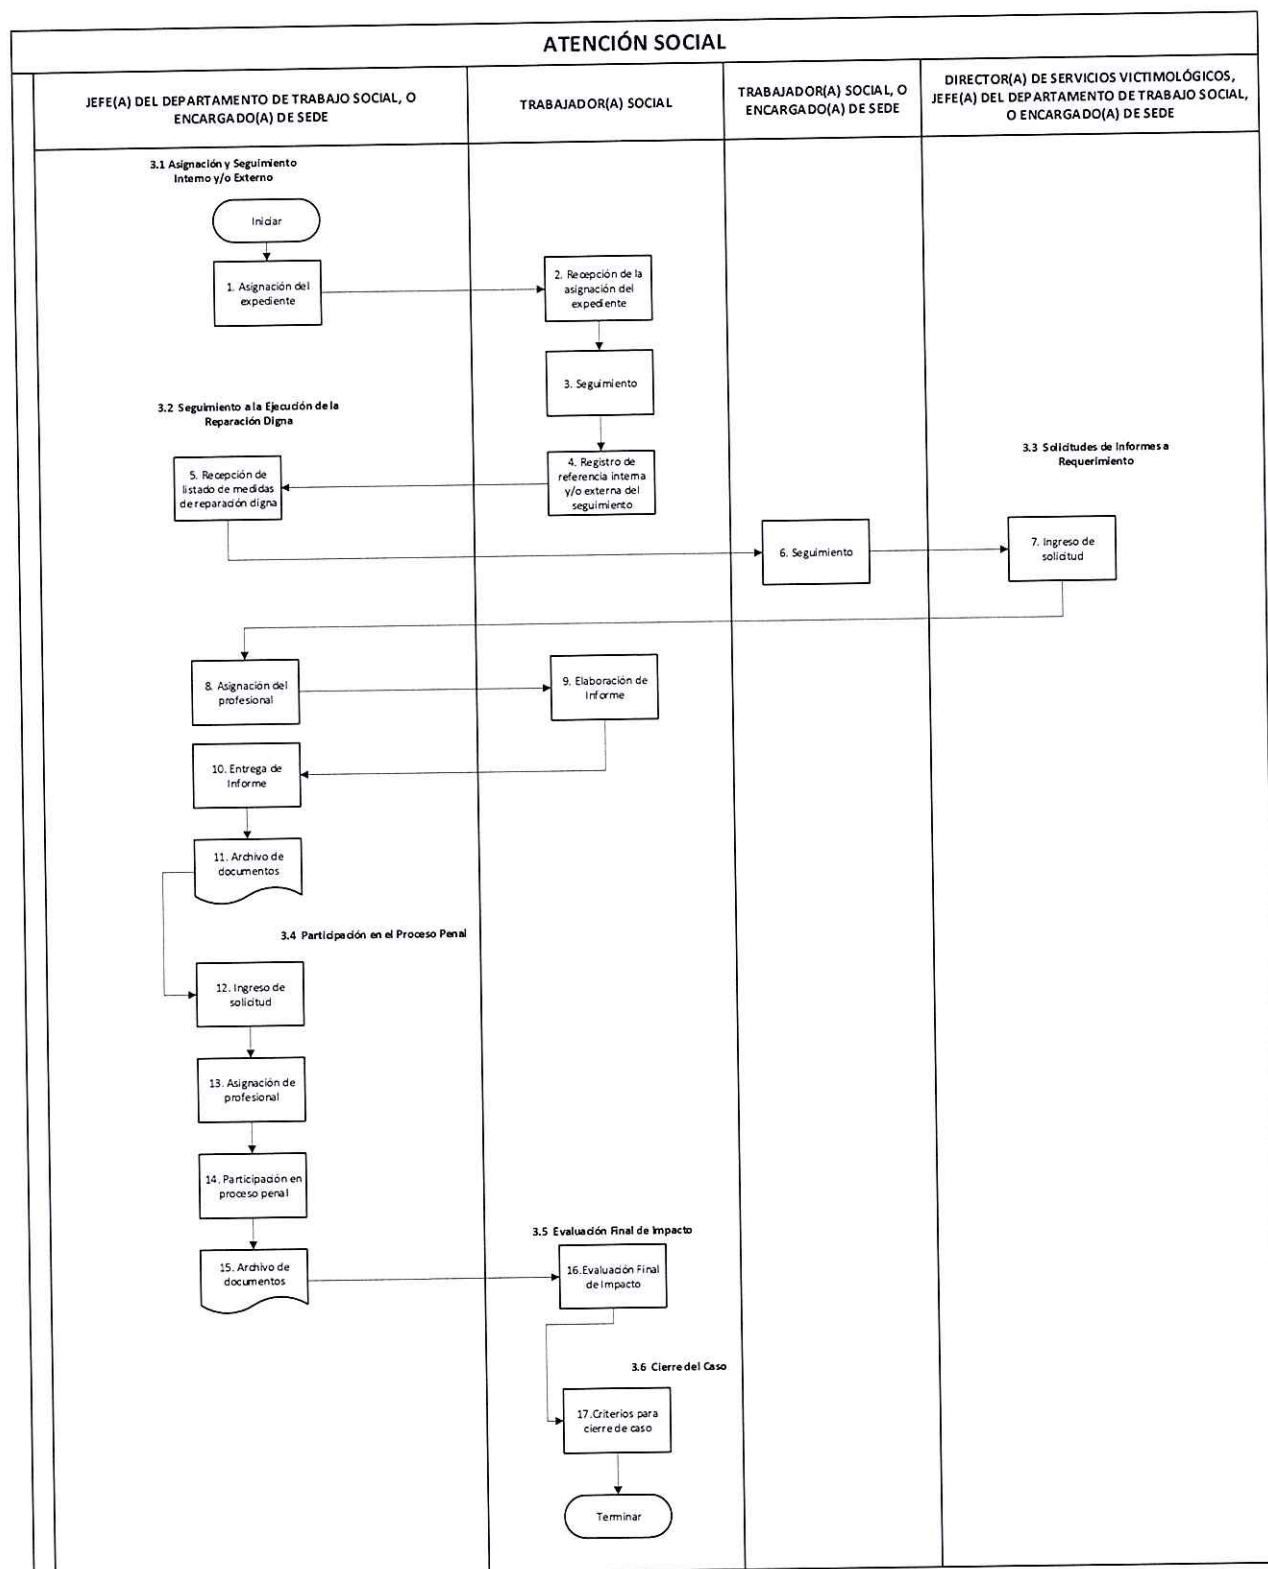 ATENCIÓN SOCIAL
JEFE(A) DEL DEPARTAMENTO DE TRABAJO SOCIAL, O
ENCARGADO(A) DE SEDE
TRABAJADOR(A) SOCIAL
TRABAJADOR(A) SOCIAL, O
ENCARGADO(A) DE SEDE
DIRECTOR(A) DE SERVICIOS VICTIMOLÓGICOS,
JEFE(A) DEL DEPARTAMENTO DE TRABAJO SOCIAL,
O ENCARGADO(A) DE SEDE
3.1 Asignación y Seguimiento
Interno y/o Externo
Iniciar
1. Asignación del
expediente
2. Recepción de la
asignación del
expediente
3. Seguimiento
3.2 Seguimiento a la Ejecución de la
Reparación Digna
3.3 Solicitudes de Informes a
Requerimiento
4. Registro de
referencia interna
y/o externa del
seguimiento
5. Recepción de
listado de medidas
de reparación digna
6. Seguimiento
7. Ingreso de
solicitud
8. Asignación del
profesional
9. Elaboración de
Informe
10. Entrega de
Informe
11. Archivo de
documentos
3.4 Participación en el Proceso Penal
12. Ingreso de
solicitud
13. Asignación de
profesional
14. Participación en
proceso penal
15. Archivo de
documentos
3.5 Evaluación Final de Impacto
16.Evaluación Final
de Impacto
3.6 Cierre del Caso
17.Criterios para
cierre de caso
Terminar